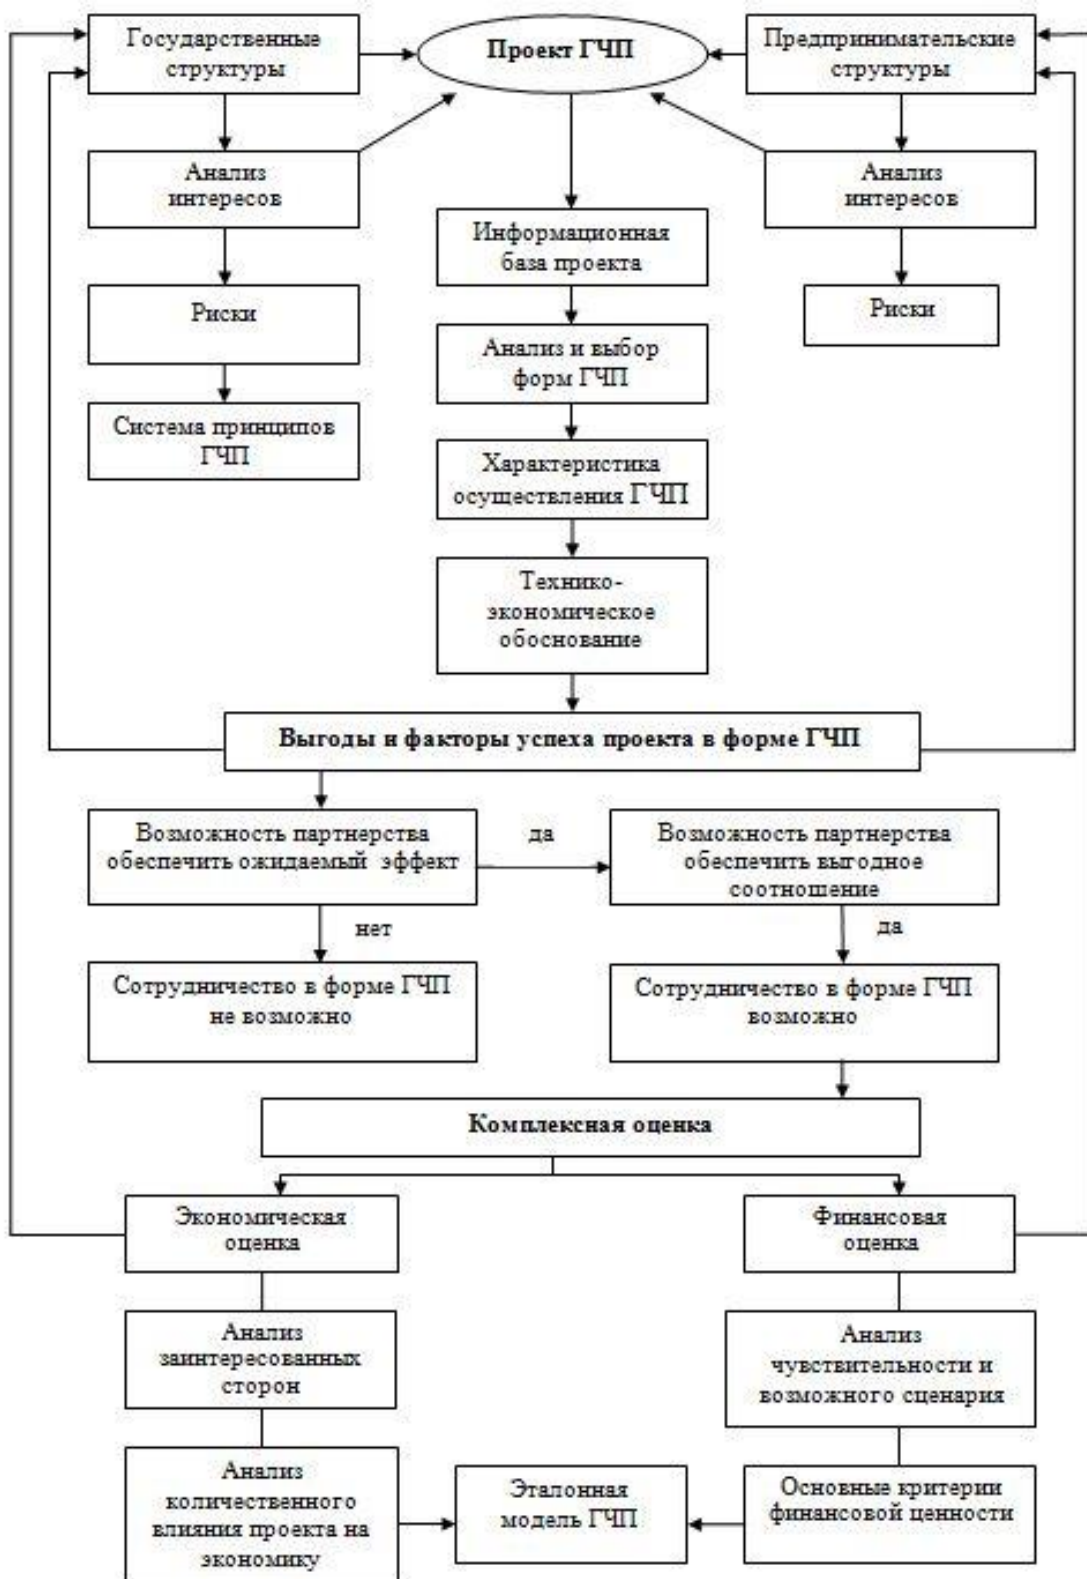 Государственные
структуры
Проект ГЧП
Предпринимательские
структуры
Анализ
интересов
Анализ
интересов
Информационная
база проекта
Риски
Риски
Анализ и выбор
форм ГЧП
Система принципов
ГЧП
Характеристика
осуществления ГЧП
Технико-
экономическое
обоснование
Выгоды и факторы успеха проекта в форме ГЧП
Возможность партнерства
обеспечить ожидаемый эффект
да
Возможность партнерства
обеспечить выгодное
соотношение
нет
да
Сотрудничество в форме ГЧП
не возможно
Сотрудничество в форме ГЧП
возможно
Комплексная оценка
Экономическая
оценка
Финансовая
оценка
Анализ
заинтересованных
сторон
Анализ
чувствительности и
возможного сценария
Анализ
количественного
влияния проекта на
экономику
Эталонная
модель ГЧП
Основные критерии
финансовой ценности